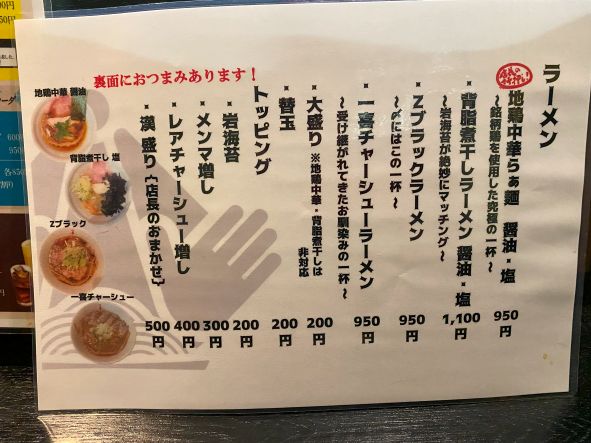 ラーメン
地鶏中華らぁ麺 醤油・塩 950円
～銘柄鶏を使用した究極の一杯～
・背脂煮干しラーメン 醤油・塩 1,100円
～岩海苔が絶妙にマッチング～
・Zブラックラーメン 950円
～〆にはこの一杯～
・一喜チャーシューラーメン 950円
～受け継がれてきたお馴染みの一杯～
・大盛り ※地鶏中華・背脂煮干しは非対応 200円
・替玉 200円
トッピング
・岩海苔 200円
・メンマ増し 300円
・レアチャーシュー増し 400円
・漢盛り（店長のおまかせ） 500円
裏面におつまみあります！
地鶏中華 醤油
背脂煮干し 塩
Zブラック
一喜チャーシュー